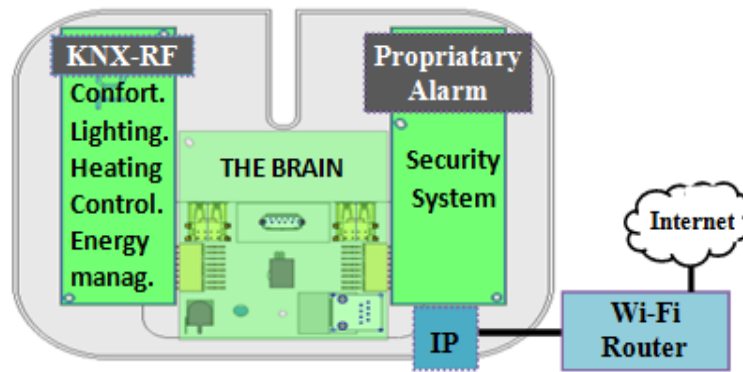 KNX-RF
Confort.
Lighting.
Heating
Control.
Energy
manag.
THE BRAIN
Propriatary
Alarm
Security
System
IP
Wi-Fi
Router
Internet